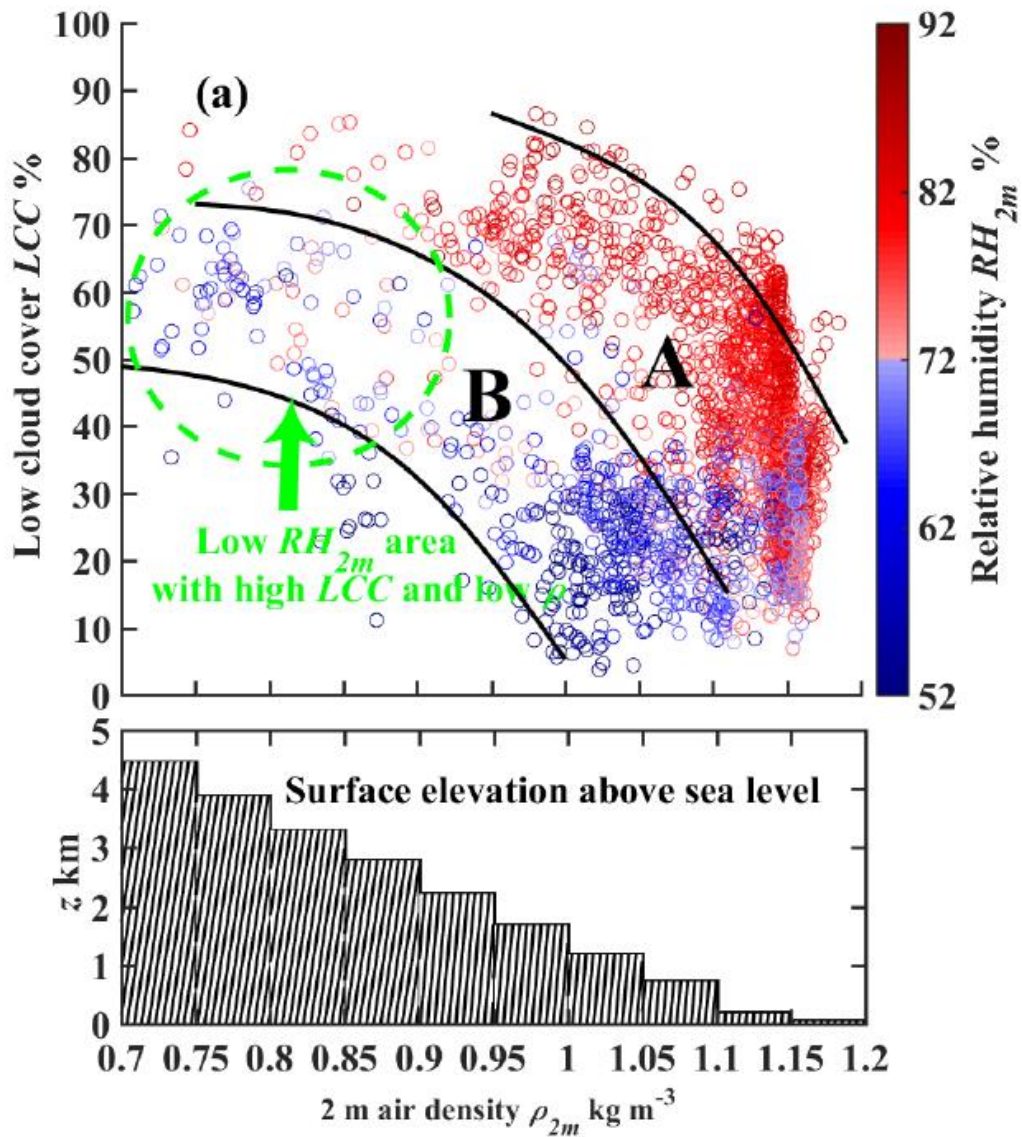 100
90
80
70
60
50
40
30
20
10
0
Low cloud cover LCC %
(a)
A
B
Low RH2m area
with high LCC and low ρ
92
82
72
62
52
Relative humidity RH2m %
5
4
3
2
1
0
z km
Surface elevation above sea level
0.7 0.75 0.8 0.85 0.9 0.95 1 1.05 1.1 1.15 1.2
2 m air density ρ2m kg m-3